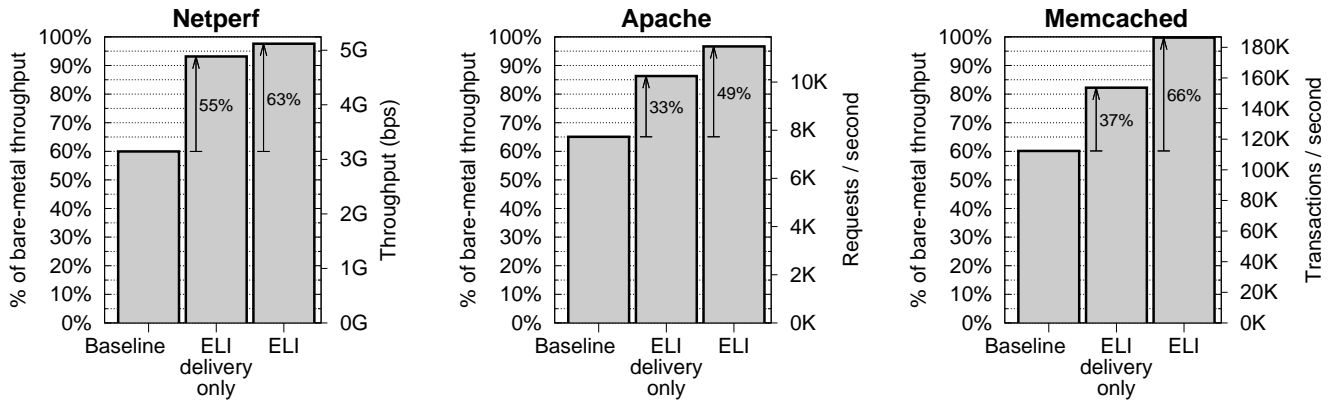 Netperf
% of bare-metal throughput
100%
90%
80%
70%
60%
50%
40%
30%
20%
10%
0%
55%
63%
5G
4G
3G
2G
1G
0G
Throughput (bps)
Baseline
ELI
delivery
only
ELI
Apache
% of bare-metal throughput
100%
90%
80%
70%
60%
50%
40%
30%
20%
10%
0%
33%
49%
10K
8K
6K
4K
2K
0K
Requests / second
Baseline
ELI
delivery
only
ELI
Memcached
% of bare-metal throughput
100%
90%
80%
70%
60%
50%
40%
30%
20%
10%
0%
37%
66%
180K
160K
140K
120K
100K
80K
60K
40K
20K
0K
Transactions / second
Baseline
ELI
delivery
only
ELI